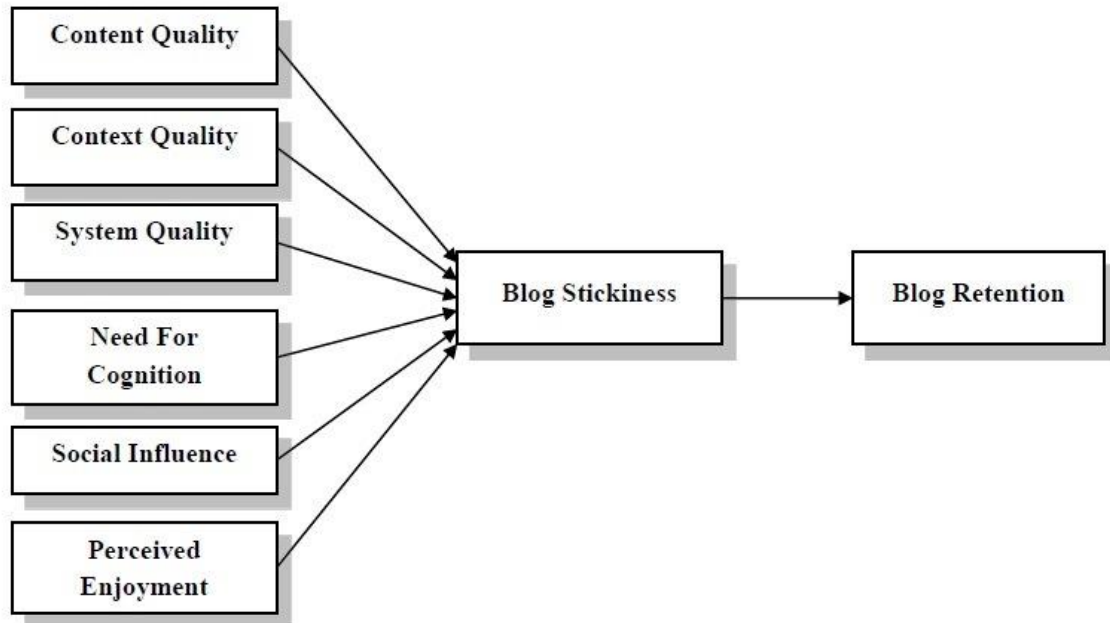 Content Quality
Context Quality
System Quality
Need For
Cognition
Social Influence
Perceived
Enjoyment
Blog Stickiness
Blog Retention